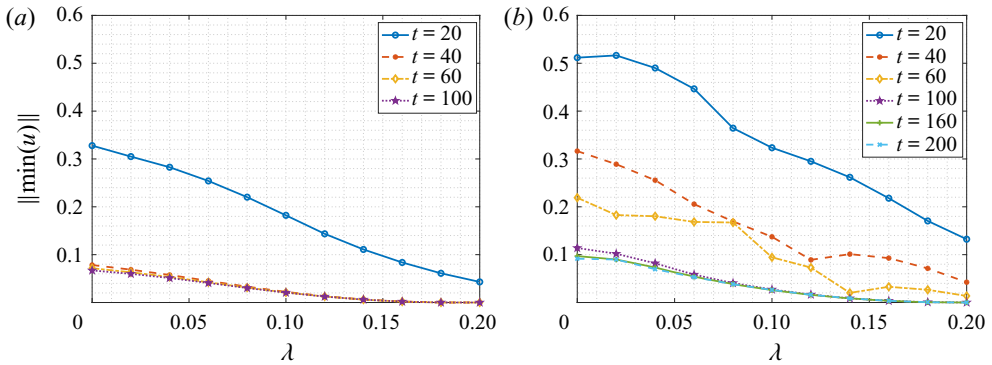 (a)
0.6
0.5
0.4
0.3
0.2
0.1
0
0.05
0.10
0.15
0.20
λ
||min(u)||
t = 20
t = 40
t = 60
t = 100
(b)
0.6
0.5
0.4
0.3
0.2
0.1
0
0.05
0.10
0.15
0.20
λ
t = 20
t = 40
t = 60
t = 100
t = 160
t = 200